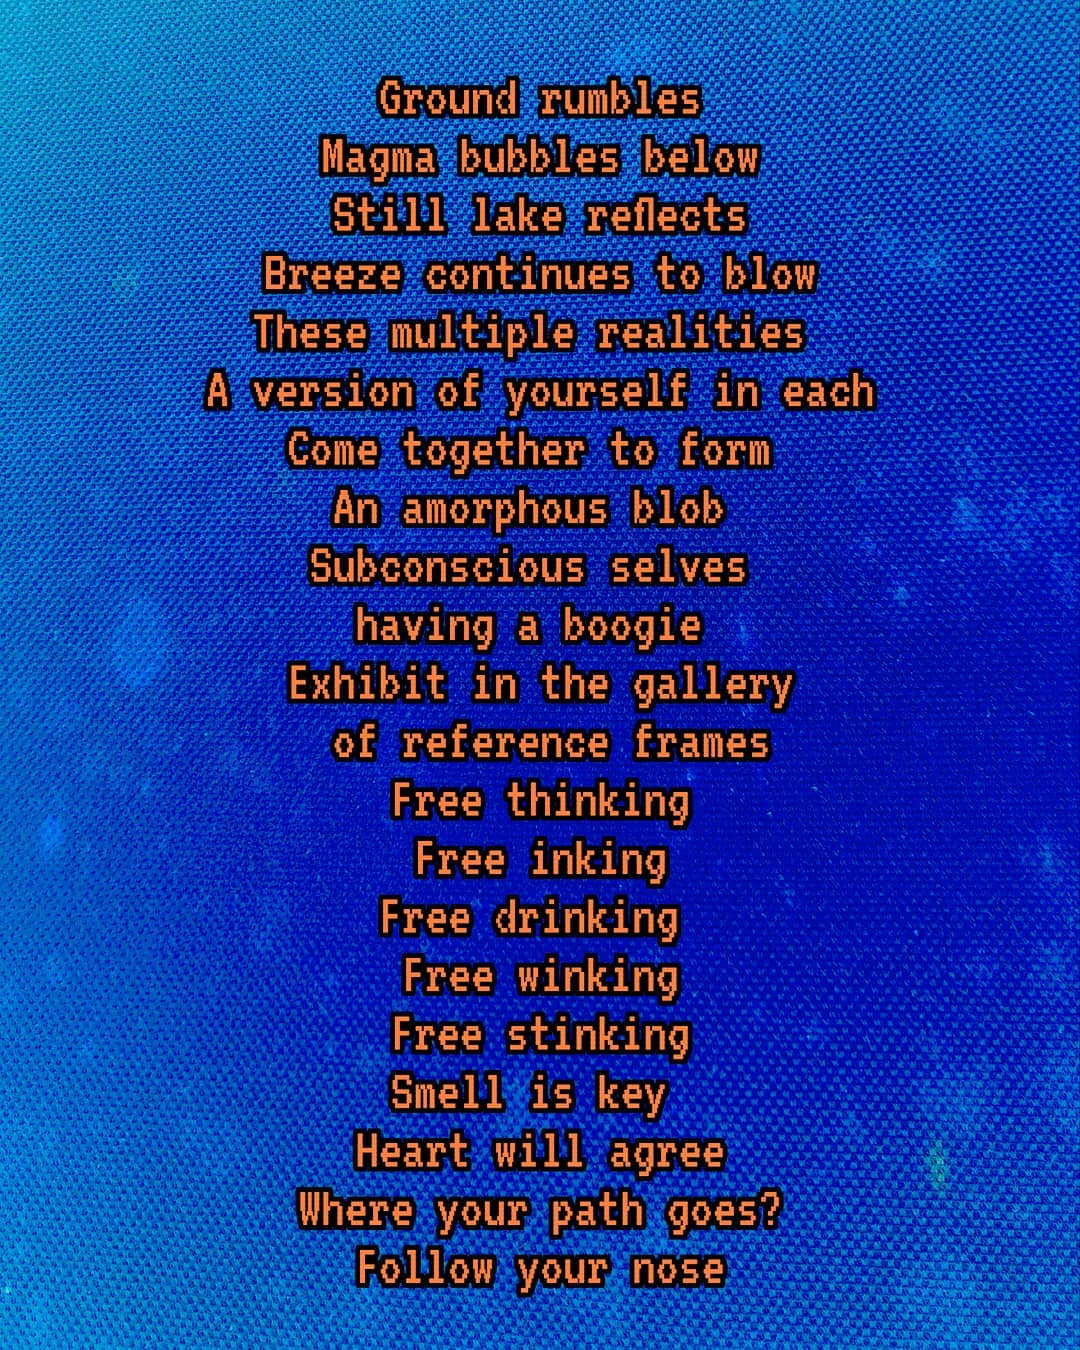 Ground rumbles
Magma bubbles below
Still lake reflects
Breeze continues to blow
These multiple realities
A version of yourself in each
Come together to form
An amorphous blob
Subconscious selves
having a boogie
Exhibit in the gallery
of reference frames
Free thinking
Free inking
Free drinking
Free winking
Free stinking
Smell is key
Heart will agree
Where your path goes?
Follow your nose